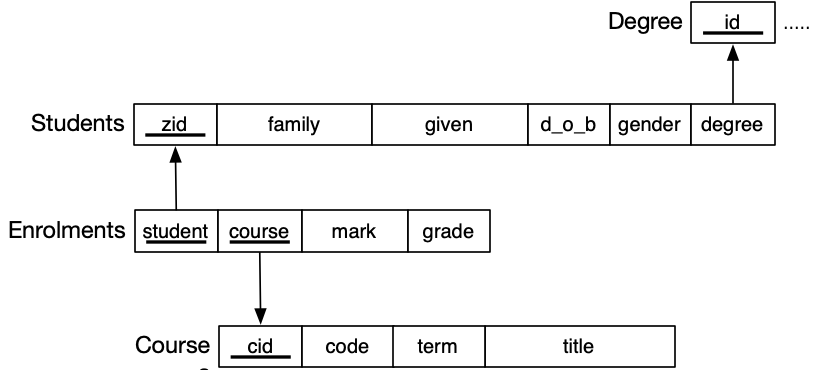 Degree id .....
Students zid family given d_o_b gender degree
Enrolments student course mark grade
Course cid code term title